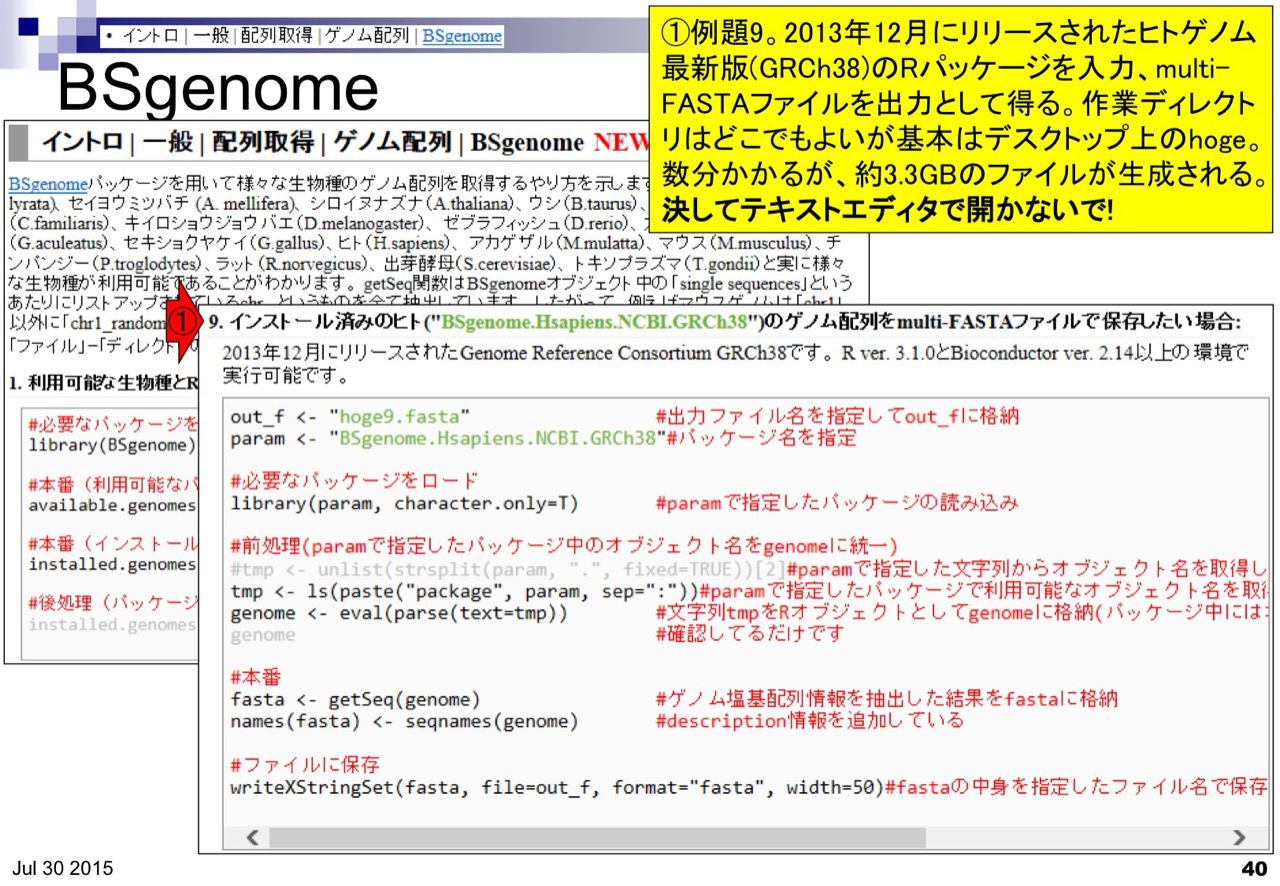 • イントロ | 一般 | 配列取得 | ゲノム配列 | BSgenome
BSgenome
①例題9。2013年12月にリリースされたヒトゲノム
最新版(GRCh38)のRパッケージを入力、multi-
FASTAファイルを出力として得る。作業ディレクト
リはどこでもよいが基本はデスクトップ上のhoge。
数分かかるが、約3.3GBのファイルが生成される。
決してテキストエディタで開かないで!
イントロ | 一般 | 配列取得 | ゲノム配列 | BSgenome NEW
BSgenomeパッケージを用いて様々な生物種のゲノム配列を取得するやり方を示しま
lyrata)、セイヨウミツバチ (A. mellifera)、シロイヌナズナ(A.thaliana)、ウシ(B.taurus)、
(C.familiaris)、キイロショウジョウバエ(D.melanogaster)、ゼブラフィッシュ(D.rerio)、
(G.aculeatus)、セキショクヤケイ(G.gallus)、ヒト(H.sapiens)、アカゲザル(M.mulatta)、マウス(M.musculus)、チ
ンパンジー(P.troglodytes)、ラット(R.norvegicus)、出芽酵母(S.cerevisiae)、トキソプラズマ(T.gondii)と実に様々
な生物種が利用可能であることがわかります。getSeq関数はBSgenomeオブジェクト中の「single sequences」という
あたりにリストアップされているchr...というものを全て抽出しています。したがって、例えばマウスゲノムは「chr1」
以外に「chr1_random
「ファイル」-「ディレクト
1. 利用可能な生物種とR
#必要なパッケージを
library(BSgenome)
#本番（利用可能なパ
available.genomes
#本番（インストール
installed.genomes
#後処理（パッケージ
installed.genomes
①
9. インストール済みのヒト("BSgenome.Hsapiens.NCBI.GRCh38")のゲノム配列をmulti-FASTAファイルで保存したい場合:
2013年12月にリリースされたGenome Reference Consortium GRCh38です。R ver. 3.1.0とBioconductor ver. 2.14以上の環境で
実行可能です。
out_f <- "hoge9.fasta" #出力ファイル名を指定してout_fに格納
param <- "BSgenome.Hsapiens.NCBI.GRCh38"#パッケージ名を指定
#必要なパッケージをロード
library(param, character.only=T) #paramで指定したパッケージの読み込み
#前処理(paramで指定したパッケージ中のオブジェクト名をgenomeに統一)
#tmp <- unlist(strsplit(param, ".", fixed=TRUE))[2]#paramで指定した文字列からオブジェクト名を取得し
tmp <- ls(paste("package", param, sep=":"))#paramで指定したパッケージで利用可能なオブジェクト名を取
genome <- eval(parse(text=tmp)) #文字列tmpをRオブジェクトとしてgenomeに格納(パッケージ中には
genome #確認してるだけです
#本番
fasta <- getSeq(genome) #ゲノム塩基配列情報を抽出した結果をfastaに格納
names(fasta) <- seqnames(genome) #description情報を追加している
#ファイルに保存
writeXStringSet(fasta, file=out_f, format="fasta", width=50)#fastaの中身を指定したファイル名で保存
Jul 30 2015
40